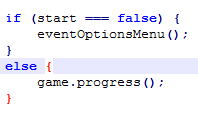 if (start === false) {
    eventOptionsMenu();
}
else {
    game.progress();
}